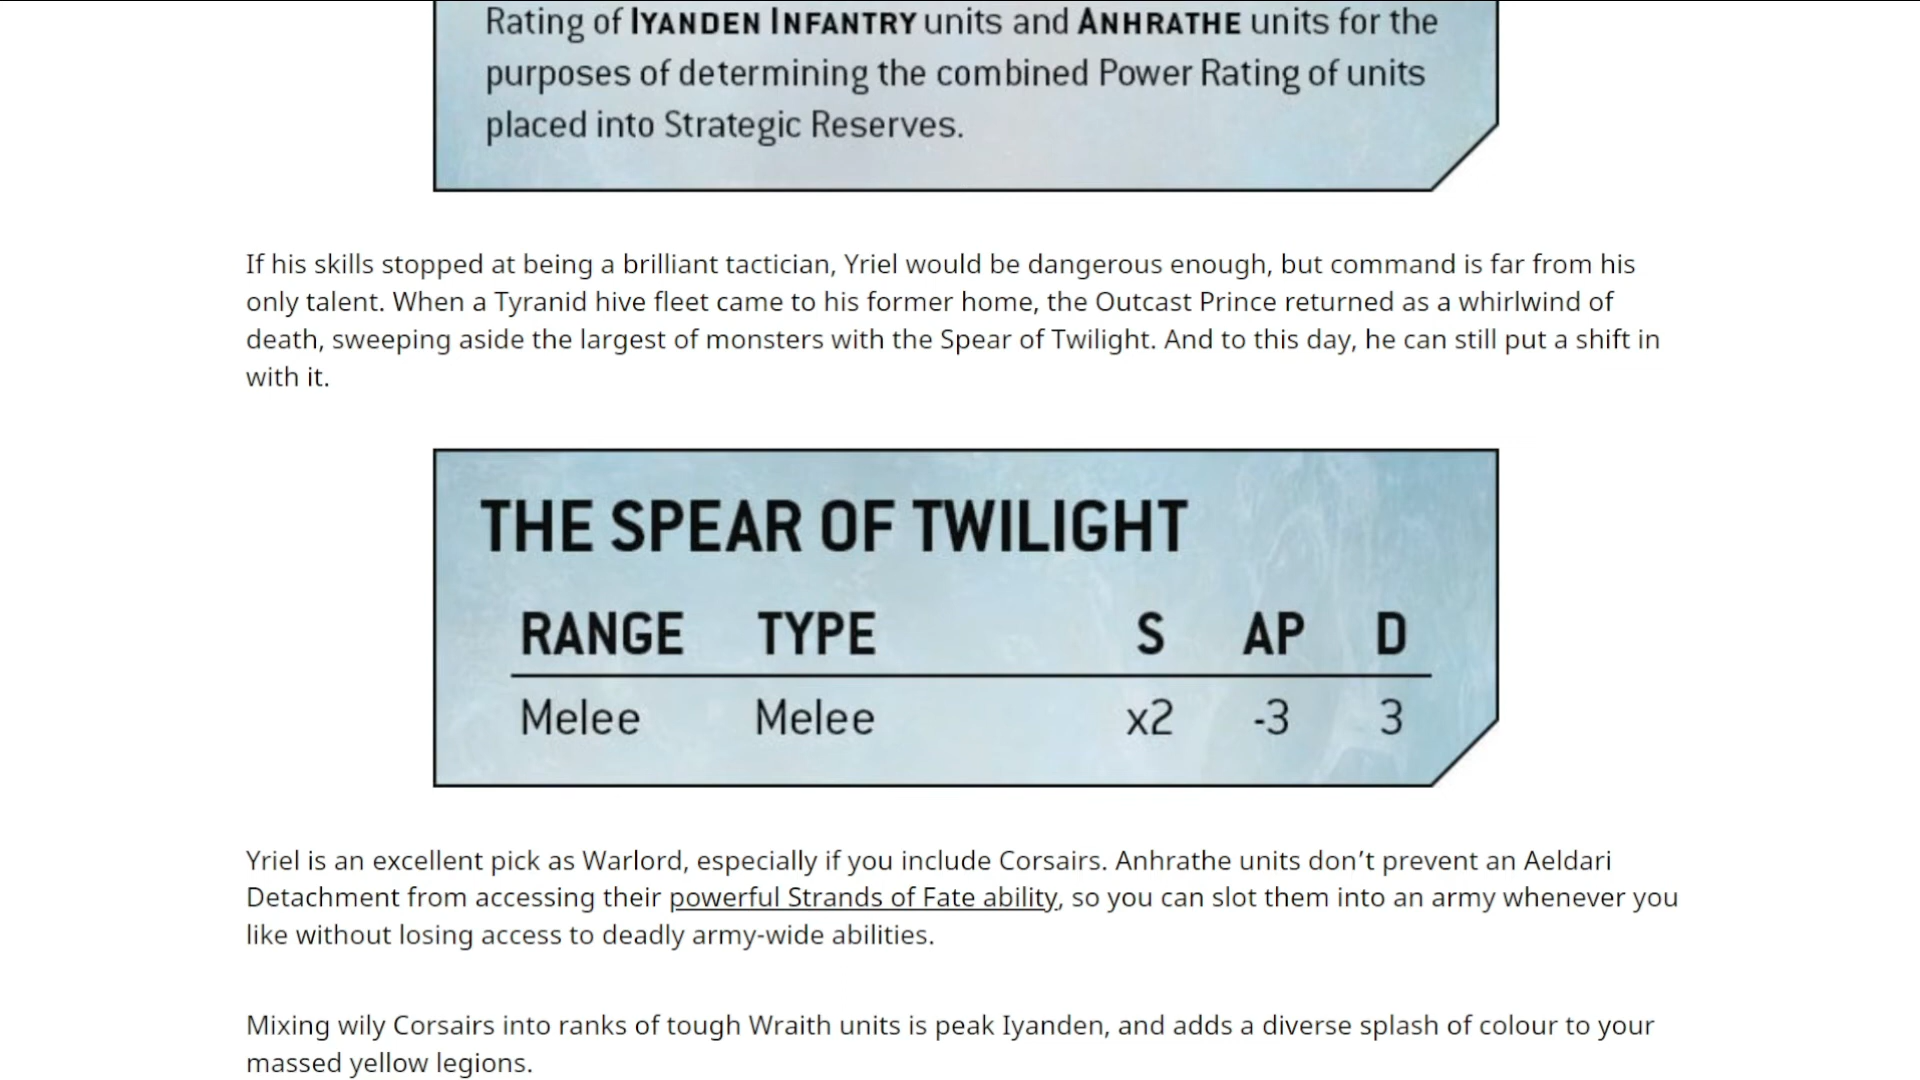 Rating of IYANDEN INFANTRY units and ANHRATHE units for the
purposes of determining the combined Power Rating of units
placed into Strategic Reserves.
If his skills stopped at being a brilliant tactician, Yriel would be dangerous enough, but command is far from his
only talent. When a Tyranid hive fleet came to his former home, the Outcast Prince returned as a whirlwind of
death, sweeping aside the largest of monsters with the Spear of Twilight. And to this day, he can still put a shift in
with it.
THE SPEAR OF TWILIGHT
RANGE TYPE S AP D
Melee Melee x2 -3 3
Yriel is an excellent pick as Warlord, especially if you include Corsairs. Anhrathe units don’t prevent an Aeldari
Detachment from accessing their powerful Strands of Fate ability, so you can slot them into an army whenever you
like without losing access to deadly army-wide abilities.
Mixing wily Corsairs into ranks of tough Wraith units is peak Iyanden, and adds a diverse splash of colour to your
massed yellow legions.